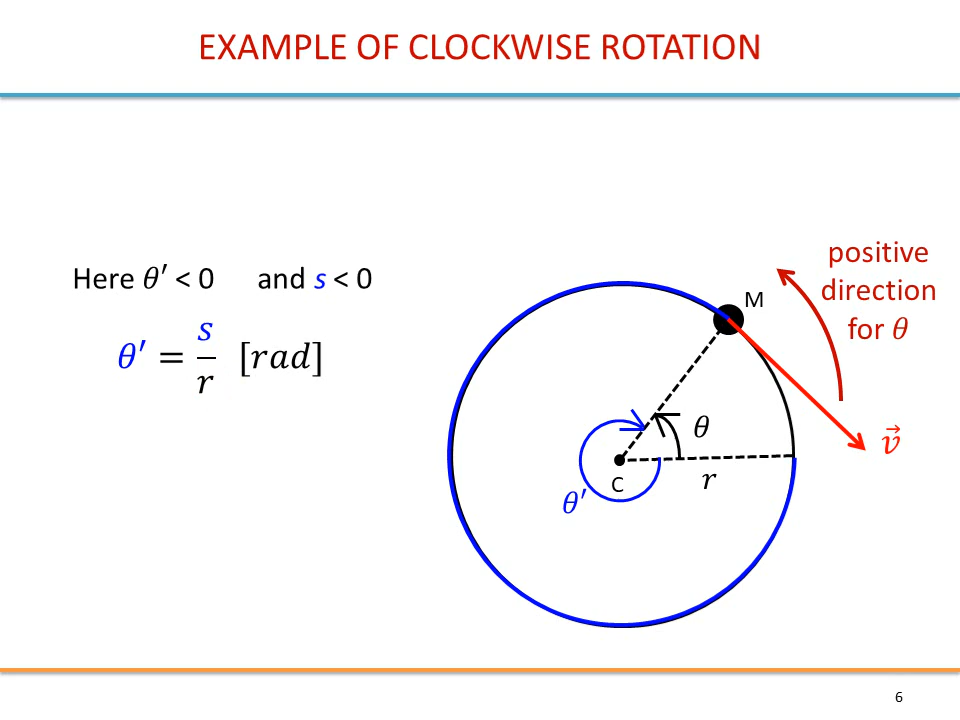 EXAMPLE OF CLOCKWISE ROTATION
Here 𝜃′ < 0 and s < 0
𝜃′ = s/r [rad]
positive
direction
for 𝜃
M
𝜃
v⃗
C
r
𝜃′
6